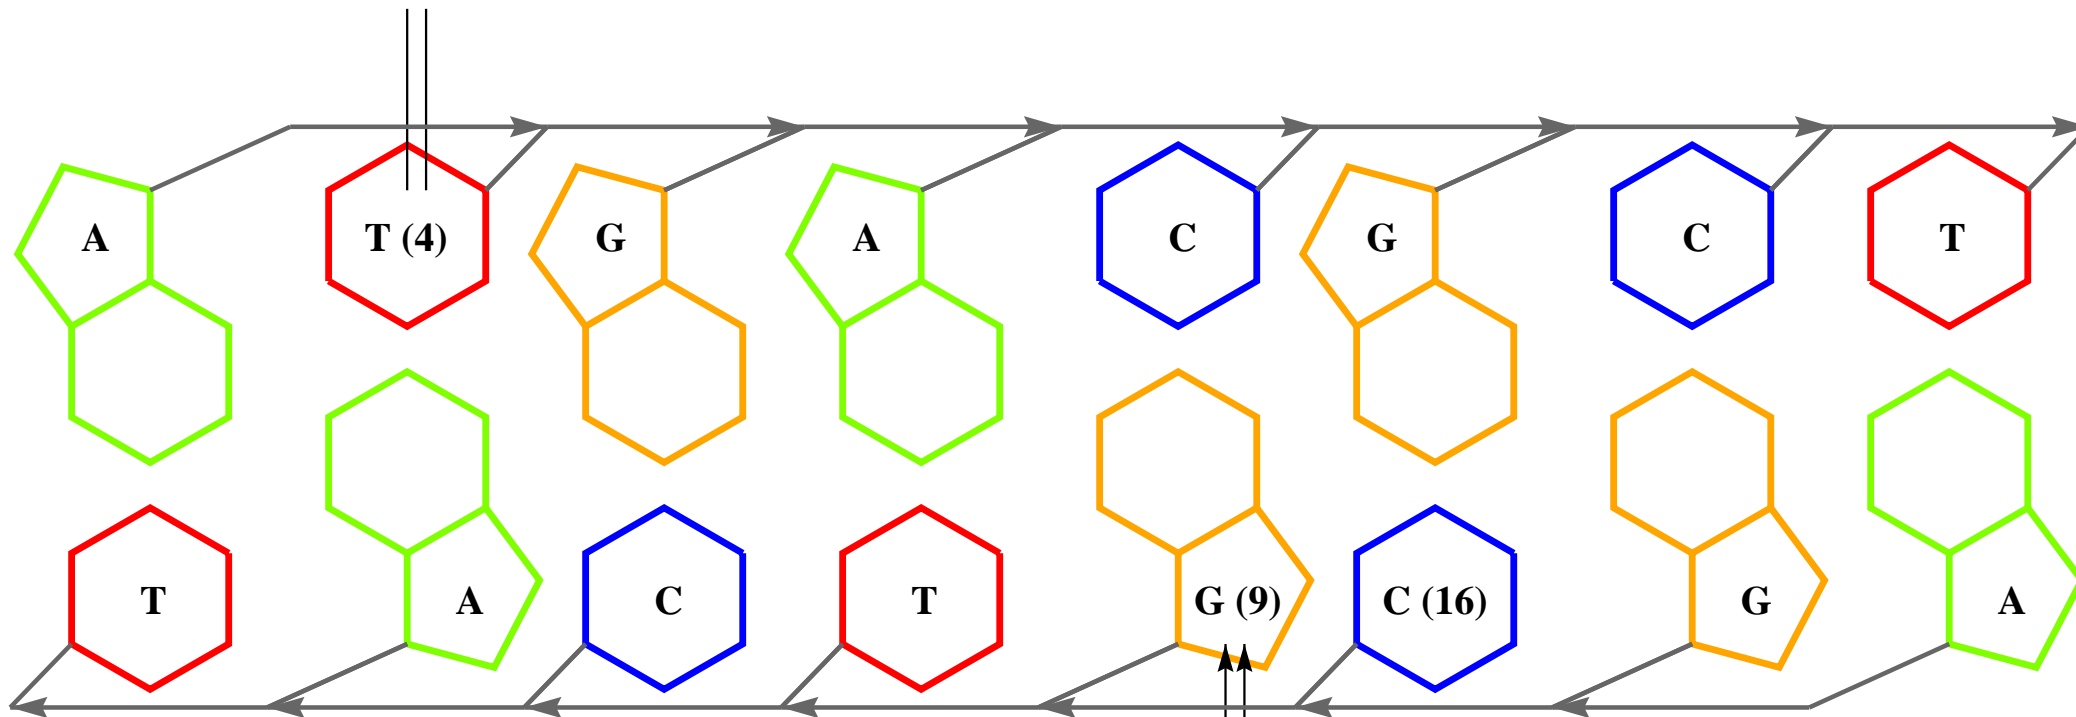 A T (4) G A C G C T
T A C T G (9) C (16) G A